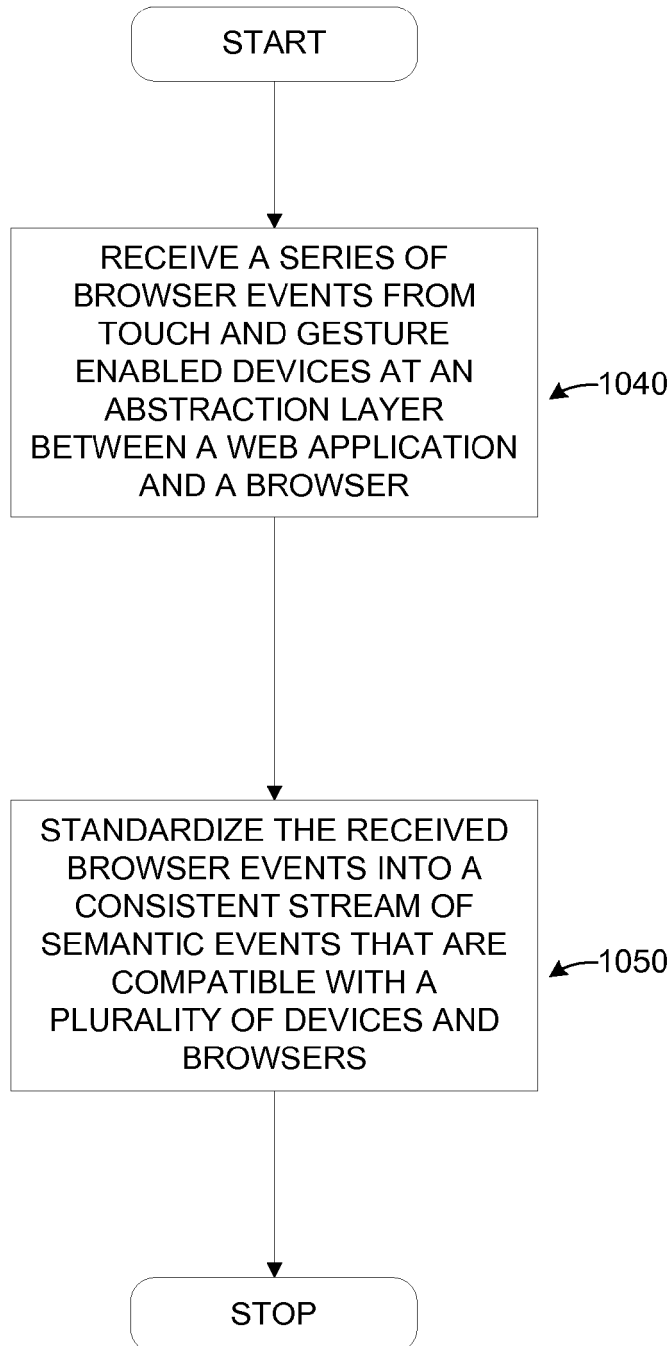 START
RECEIVE A SERIES OF
BROWSER EVENTS FROM
TOUCH AND GESTURE
ENABLED DEVICES AT AN
ABSTRACTION LAYER
BETWEEN A WEB APPLICATION
AND A BROWSER
1040
STANDARDIZE THE RECEIVED
BROWSER EVENTS INTO A
CONSISTENT STREAM OF
SEMANTIC EVENTS THAT ARE
COMPATIBLE WITH A
PLURALITY OF DEVICES AND
BROWSERS
1050
STOP